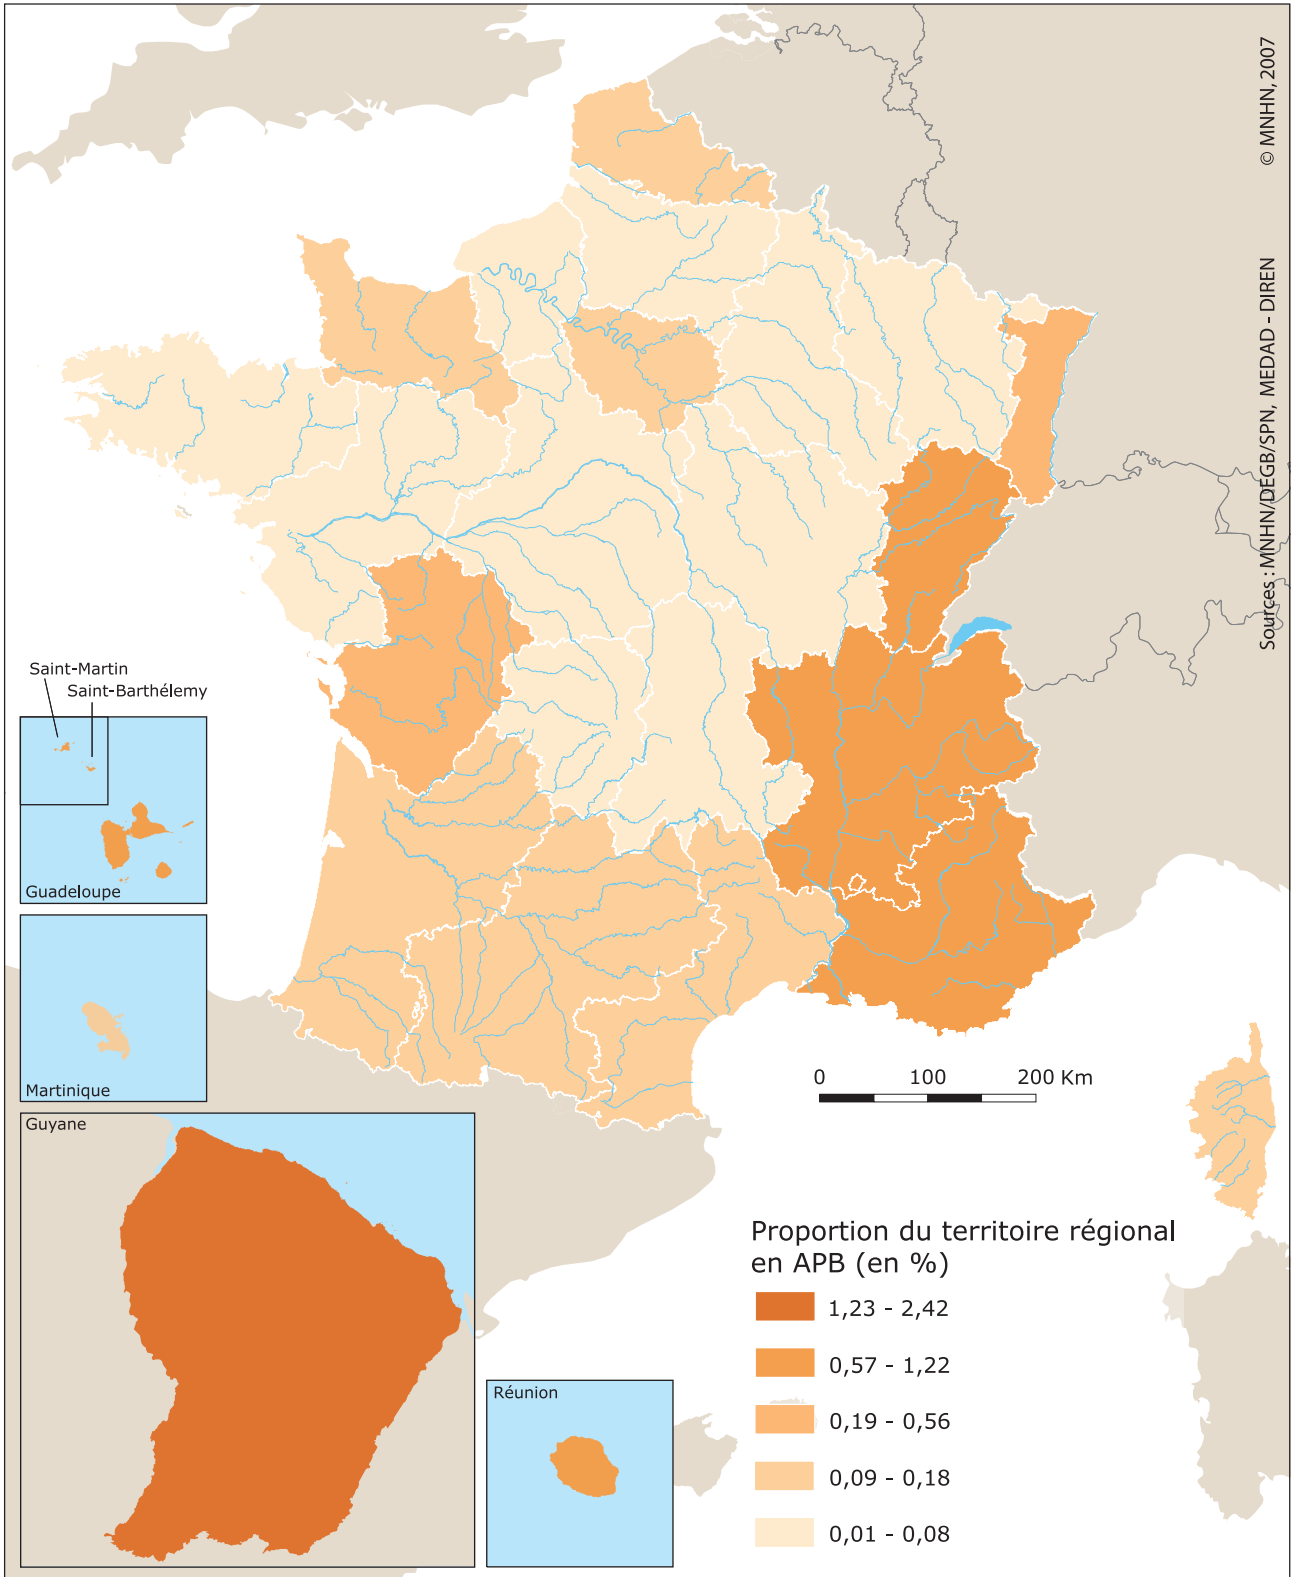 © MNHN, 2007
Sources : MNHN/DEGB/SPN, MEDAD - DIREN
Saint-Martin
Saint-Barthélemy
Guadeloupe
Martinique
Guyane
Réunion
0 100 200 Km
Proportion du territoire régional
en APB (en %)
1,23 - 2,42
0,57 - 1,22
0,19 - 0,56
0,09 - 0,18
0,01 - 0,08